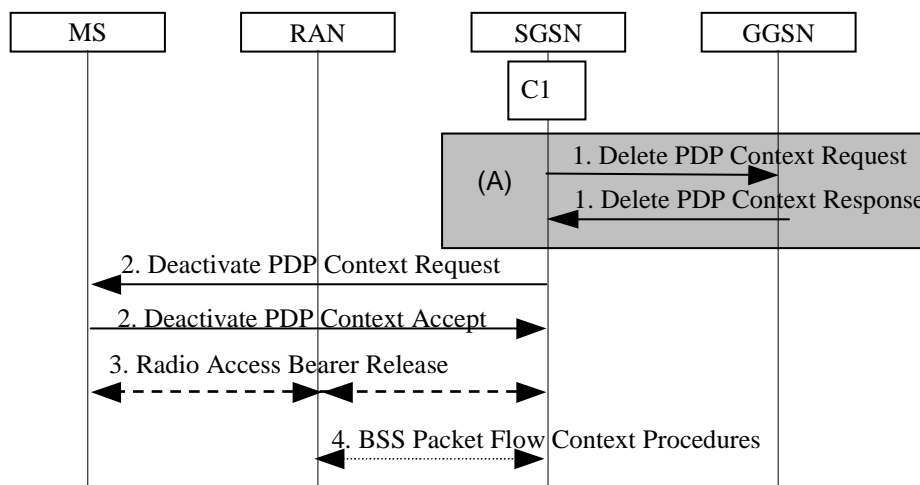 MS
RAN
SGSN
GGSN
C1
1. Delete PDP Context Request
(A)
1. Delete PDP Context Response
2. Deactivate PDP Context Request
2. Deactivate PDP Context Accept
3. Radio Access Bearer Release
4. BSS Packet Flow Context Procedures